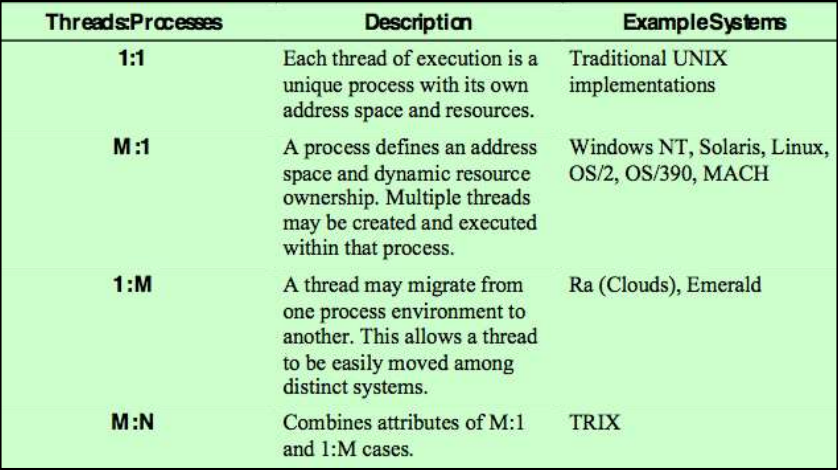 Threads:Processes Description Example Systems
1:1 Each thread of execution is a Traditional UNIX
unique process with its own implementations
address space and resources.
M:1 A process defines an address Windows NT, Solaris, Linux,
space and dynamic resource OS/2, OS/390, MACH
ownership. Multiple threads
may be created and executed
within that process.
1:M A thread may migrate from Ra (Clouds), Emerald
one process environment to
another. This allows a thread
to be easily moved among
distinct systems.
M:N Combines attributes of M:1 TRIX
and 1:M cases.